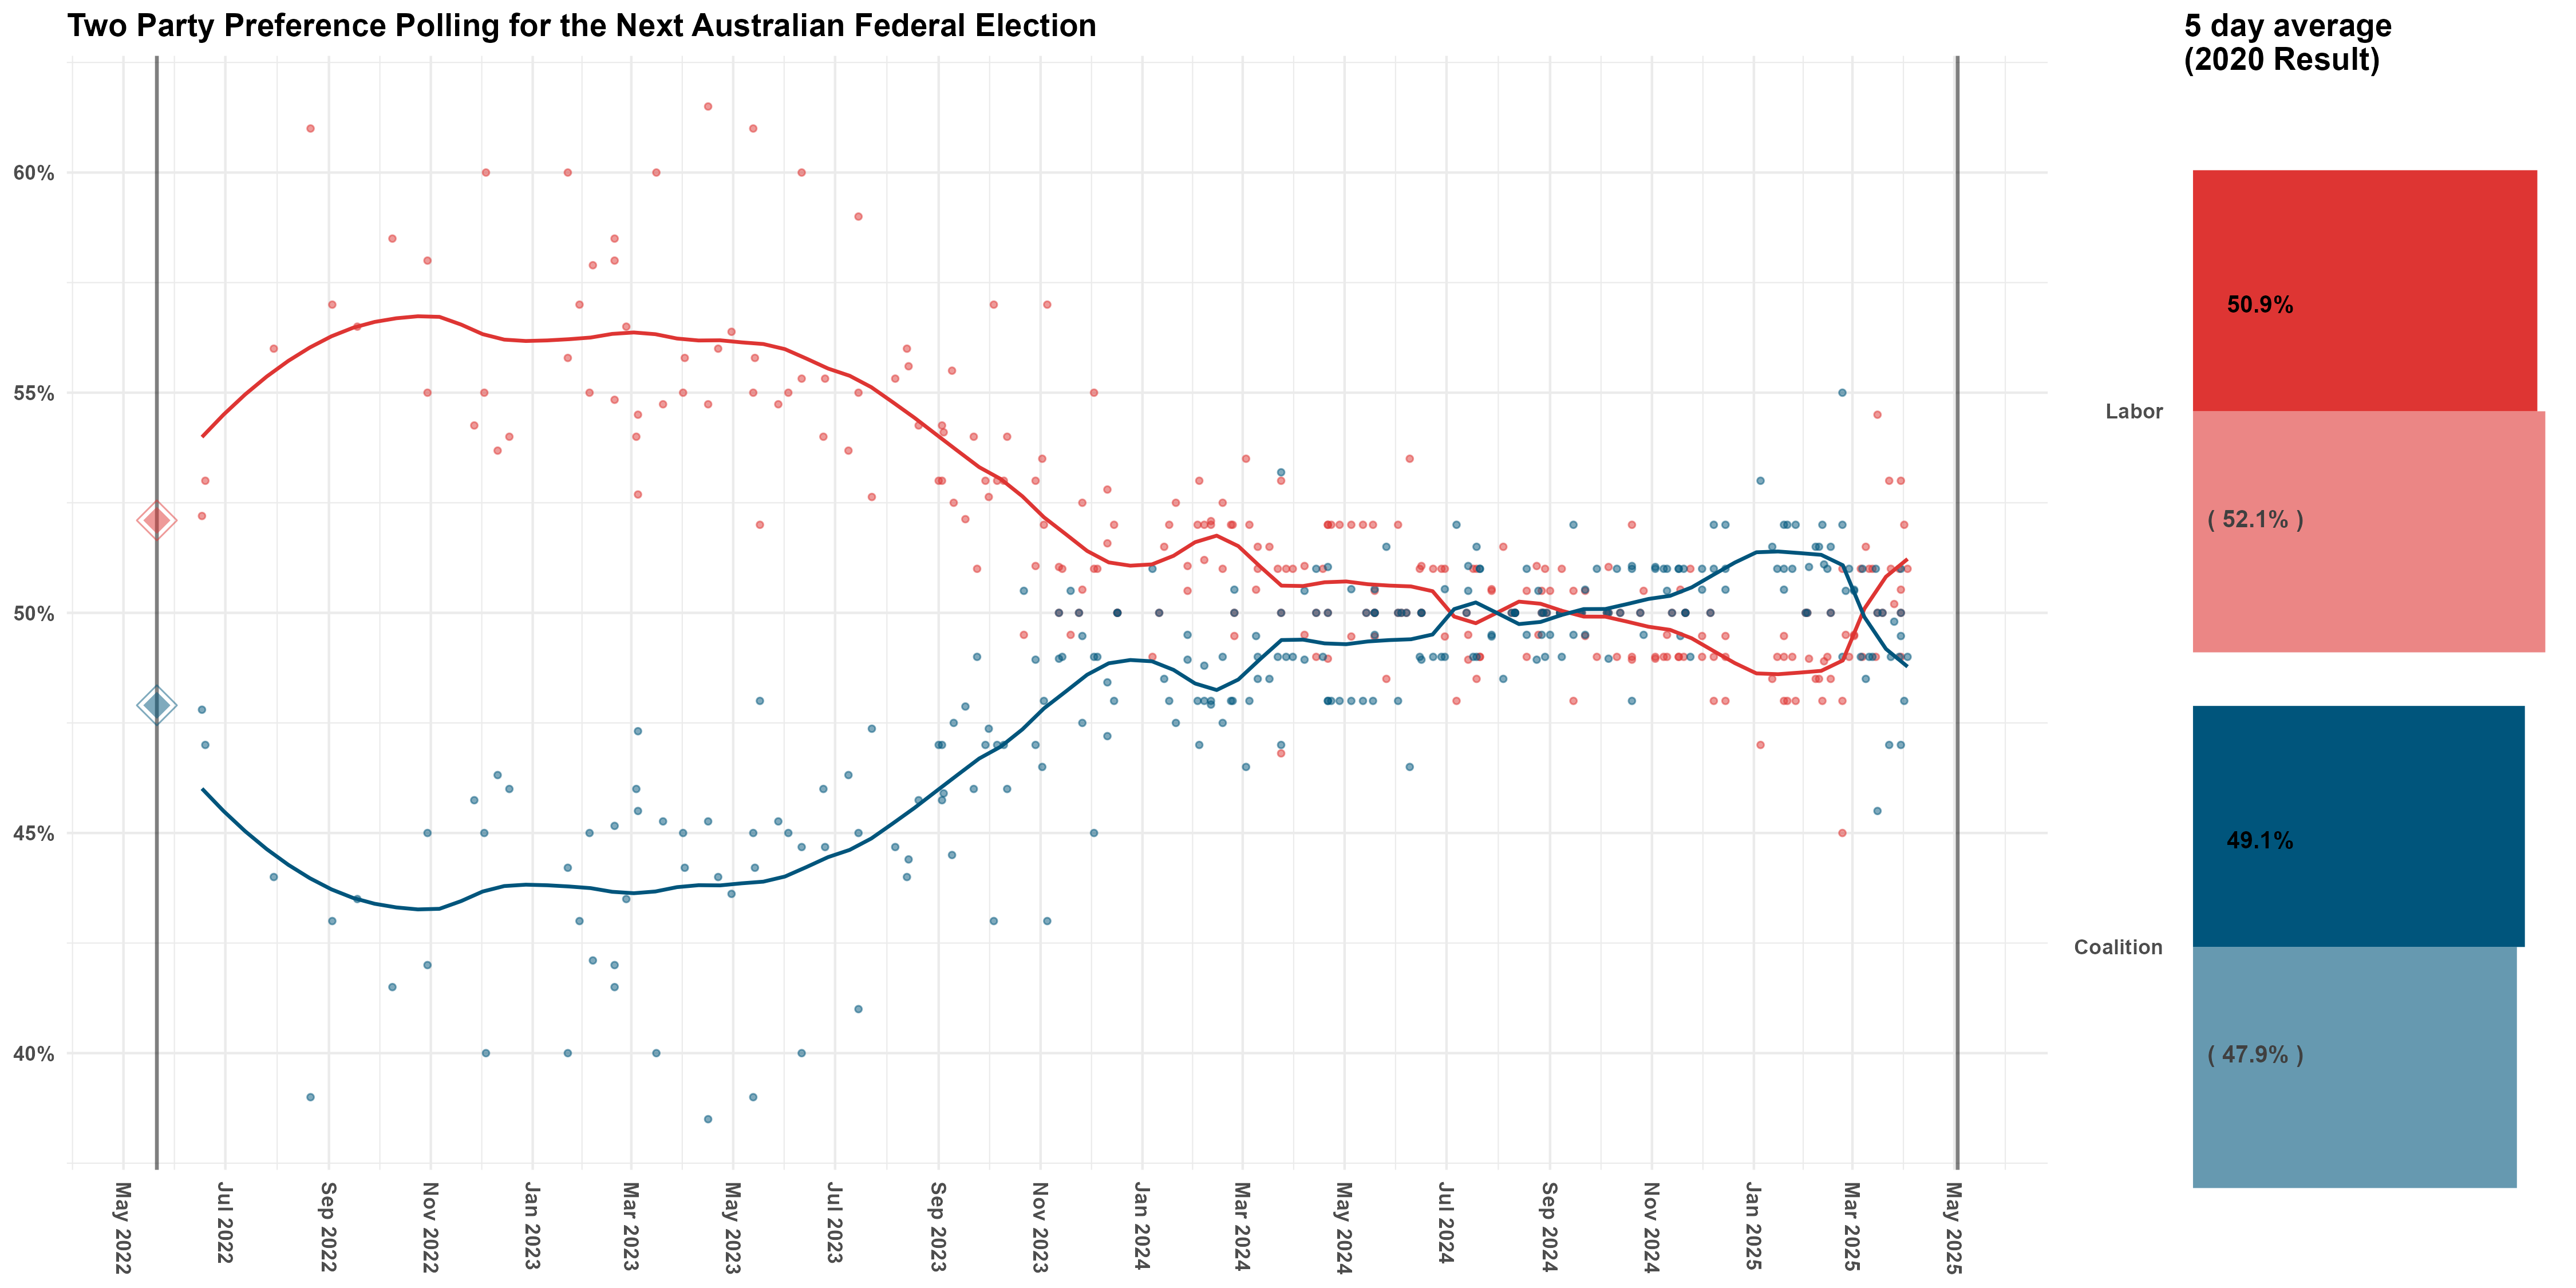 Two Party Preference Polling for the Next Australian Federal Election
5 day average
(2020 Result)
60%
55%
50%
45%
40%
May 2022
Jul 2022
Sep 2022
Nov 2022
Jan 2023
Mar 2023
May 2023
Jul 2023
Sep 2023
Nov 2023
Jan 2024
Mar 2024
May 2024
Jul 2024
Sep 2024
Nov 2024
Jan 2025
Mar 2025
May 2025
Labor
50.9%
( 52.1% )
Coalition
49.1%
( 47.9% )